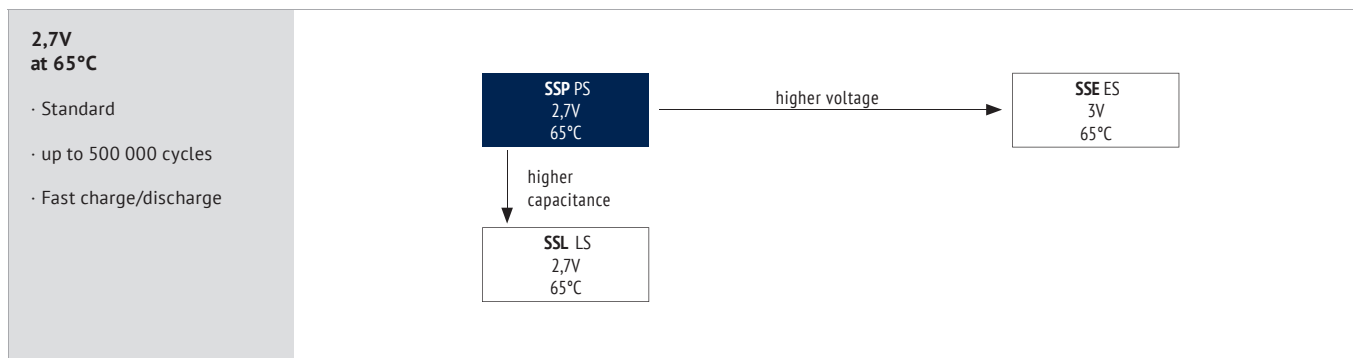 2,7V
at 65°C
· Standard
· up to 500 000 cycles
· Fast charge/discharge
SSP PS
2,7V
65°C
higher voltage
SSE ES
3V
65°C
higher
capacitance
SSL LS
2,7V
65°C